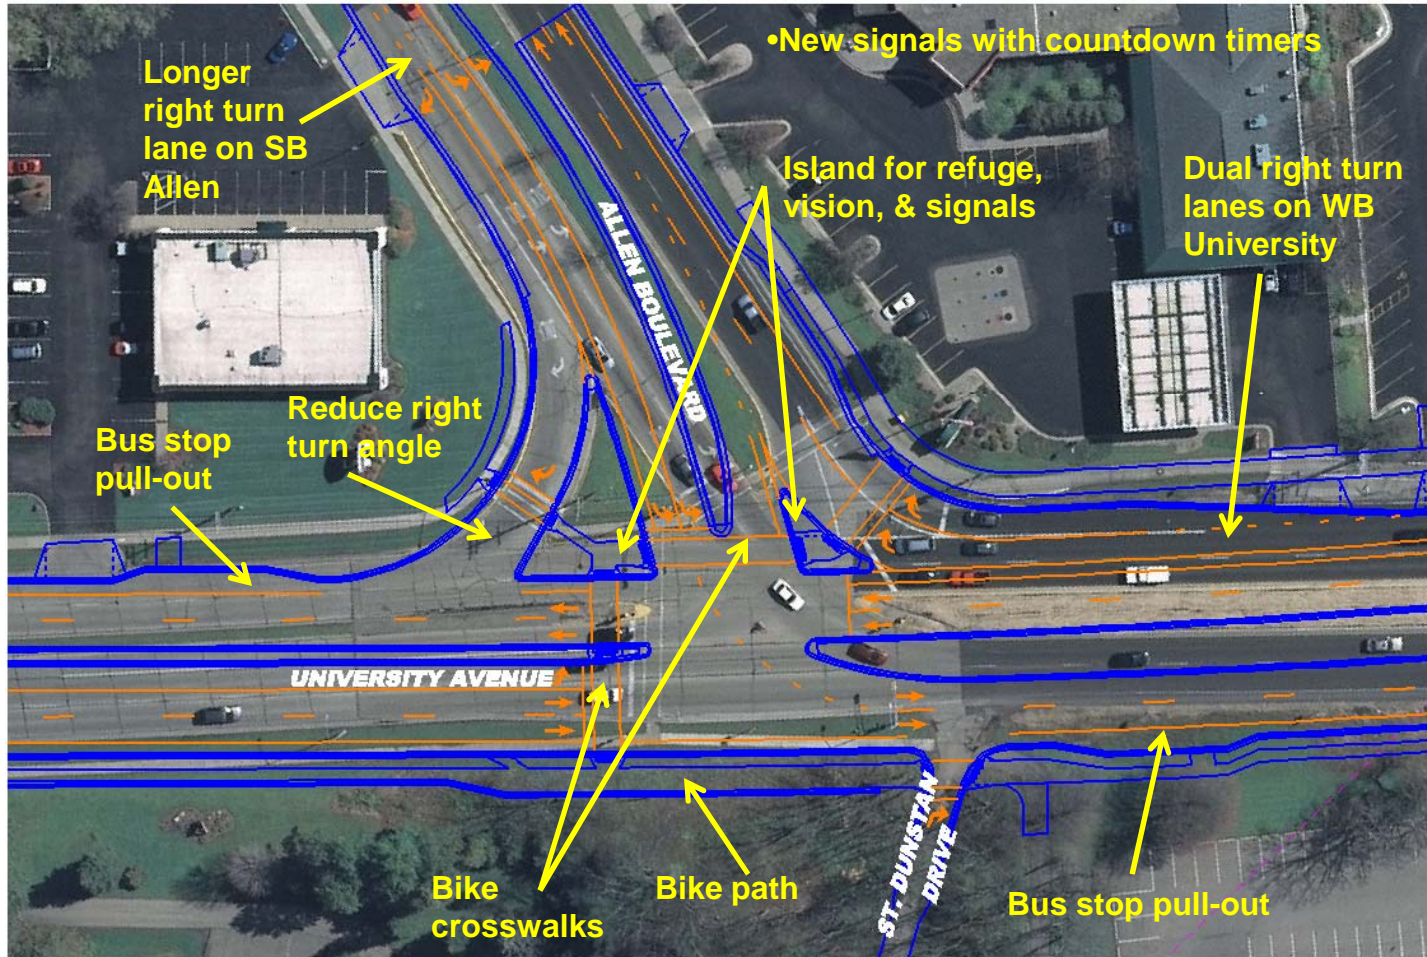 •New signals with countdown timers
Longer
right turn
lane on SB
Allen
Island for refuge,
vision, & signals
Dual right turn
lanes on WB
University
ALLEN BOULEVARD
Reduce right
turn angle
Bus stop
pull-out
UNIVERSITY AVENUE
Bike
crosswalks
Bike path
ST. DUNSTAN
DRIVE
Bus stop pull-out